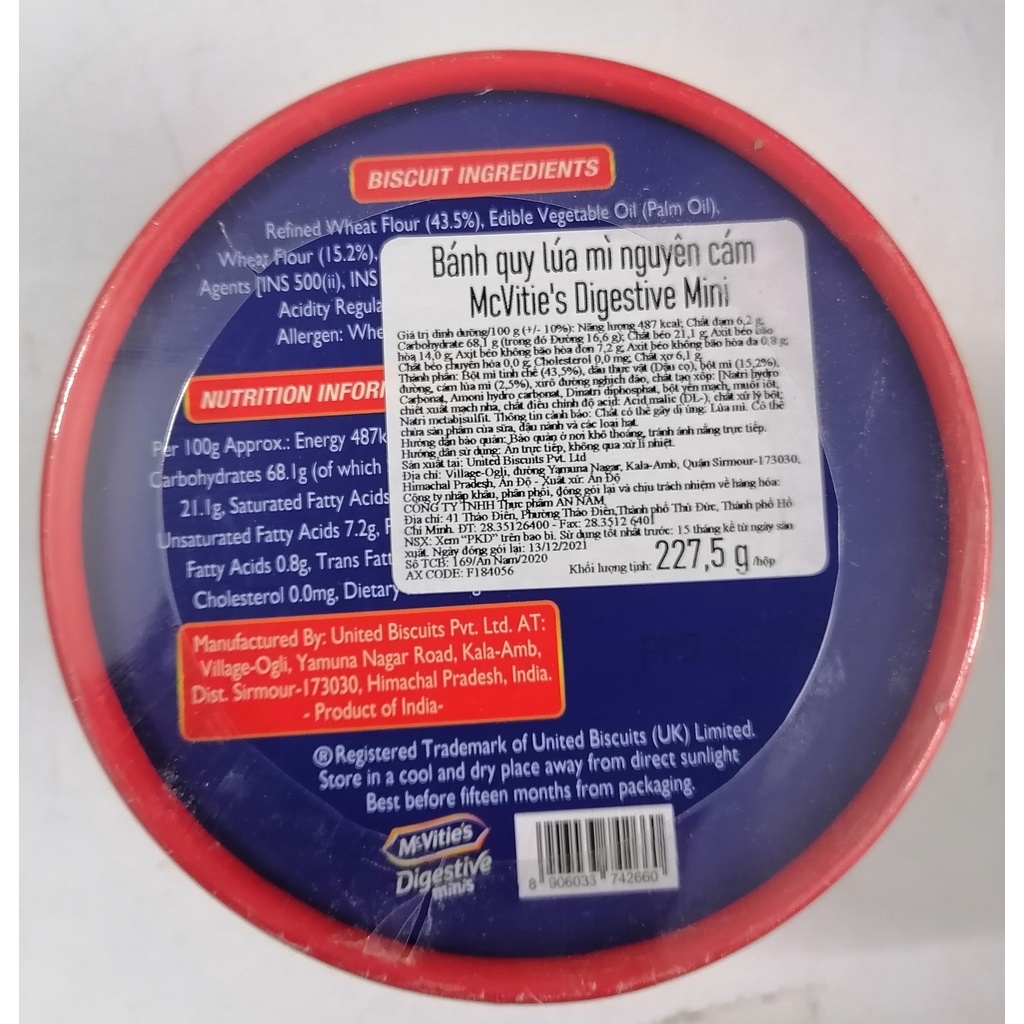 BISCUIT INGREDIENTS
Refined Wheat Flour (43.5%), Edible Vegetable Oil (Palm Oil),
Wheat Flour (15.2%),
Agents [INS 500(ii), INS
Acidity Regula
Allergen: Whe
NUTRITION INFOR
Per 100g Approx.: Energy 487k
Carbohydrates 68.1g (of which
21.1g, Saturated Fatty Acids
Unsaturated Fatty Acids 7.2g, P
Fatty Acids 0.8g, Trans Fatt
Cholesterol 0.0mg, Dietary
Bánh quy lúa mì nguyên cám
McVitie's Digestive Mini
Giá trị dinh dưỡng/100 g (+/- 10%): Năng lượng 487 kcal; Chất đạm 6,2 g,
Carbohydrate 68,1 g (trong đó Đường 16,6 g); Chất béo 21,1 g, Axit béo bão
hòa 14,0 g, Axit béo không bão hòa đơn 7,2 g, Axit béo không bão hòa đa 0,8 g,
Chất béo chuyển hóa 0,0 g, Cholesterol 0,0 mg, Chất xơ 6,1 g
Thành phần: Bột mì tinh chế (43,5%), dầu thực vật (Dầu cọ), bột mì (15,2%),
đường, cám lúa mì (2,5%), xirô đường nghịch đảo, chất tạo xốp: [Natri hydro
Carbonat, Amoni hydro carbonat, Dinatri diphosphat, bột yến mạch, muối iốt,
chiết xuất mạch nha, chất điều chỉnh độ acid: Acid malic (DL-), chất xử lý bột:
Natri metabisulfit. Thông tin cảnh báo: Chất có thể gây dị ứng: Lúa mì. Có thể
chứa sản phẩm của sữa, đậu nành và các loại hạt.
Hướng dẫn bảo quản: Bảo quản ở nơi khô thoáng, tránh ánh nắng trực tiếp.
Hướng dẫn sử dụng: Ăn trực tiếp, không qua xử lí nhiệt.
Sản xuất tại: United Biscuits Pvt. Ltd
Địa chỉ: Village-Ogli, đường Yamuna Nagar, Kala-Amb, Quận Sirmour-173030,
Himachal Pradesh, Ấn Độ - Xuất xứ: Ấn Độ
Công ty nhập khẩu, phân phối, đóng gói lại và chịu trách nhiệm về hàng hóa:
CÔNG TY TNHH Thực phẩm AN NAM
Địa chỉ: 41 Thảo Điền, Phường Thảo Điền,Thành phố Thủ Đức, Thành phố Hồ
Chí Minh. ĐT: 28.35126400 - Fax: 28.3512 6401
NSX: Xem "PKD" trên bao bì. Sử dụng tốt nhất trước: 15 tháng kể từ ngày sản
xuất. Ngày đóng gói lại: 13/12/2021
Số TCB: 169/An Nam/2020
AX CODE: F184056
Khối lượng tịnh: 227,5 g /hộp
Manufactured By: United Biscuits Pvt. Ltd. AT:
Village-Ogli, Yamuna Nagar Road, Kala-Amb,
Dist. Sirmour-173030, Himachal Pradesh, India.
- Product of India-
® Registered Trademark of United Biscuits (UK) Limited.
Store in a cool and dry place away from direct sunlight
Best before fifteen months from packaging.
McVitie's
Digestive
minis
8 906033 742660